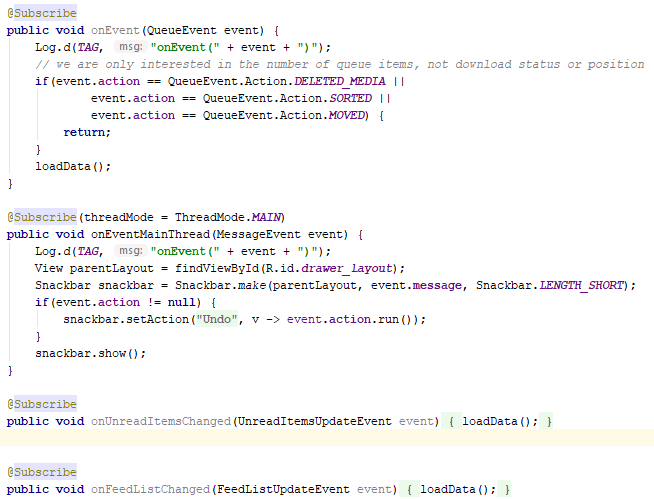 @Subscribe
public void onEvent(QueueEvent event) {
Log.d(TAG, msg: "onEvent(" + event + ")");
// we are only interested in the number of queue items, not download status or position
if(event.action == QueueEvent.Action.DELETED_MEDIA ||
event.action == QueueEvent.Action.SORTED ||
event.action == QueueEvent.Action.MOVED) {
return;
}
loadData();
}
@Subscribe(threadMode = ThreadMode.MAIN)
public void onEventMainThread(MessageEvent event) {
Log.d(TAG, msg: "onEvent(" + event + ")");
View parentLayout = findViewById(R.id.drawer_layout);
Snackbar snackbar = Snackbar.make(parentLayout, event.message, Snackbar.LENGTH_SHORT);
if(event.action != null) {
snackbar.setAction("Undo", v -> event.action.run());
}
snackbar.show();
}
@Subscribe
public void onUnreadItemsChanged(UnreadItemsUpdateEvent event) { loadData(); }
@Subscribe
public void onFeedListChanged(FeedListUpdateEvent event) { loadData(); }